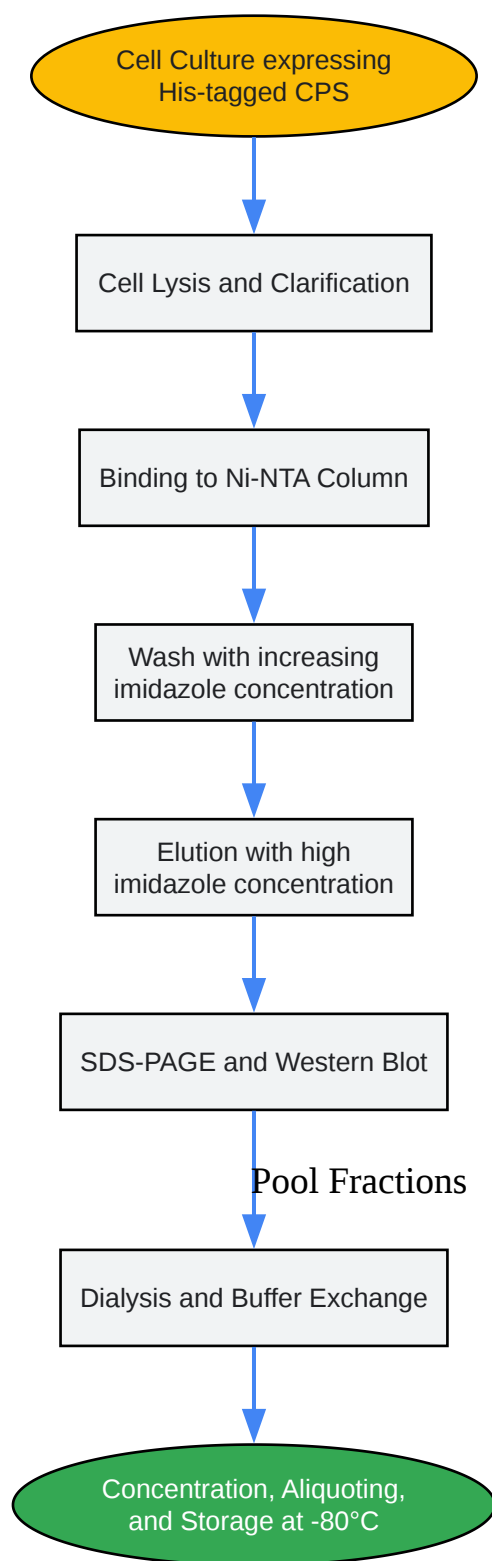 Cell Culture expressing
His-tagged CPS
Cell Lysis and Clarification
Binding to Ni-NTA Column
Wash with increasing
imidazole concentration
Elution with high
imidazole concentration
SDS-PAGE and Western Blot
Pool Fractions
Dialysis and Buffer Exchange
Concentration, Aliquoting,
and Storage at -80°C